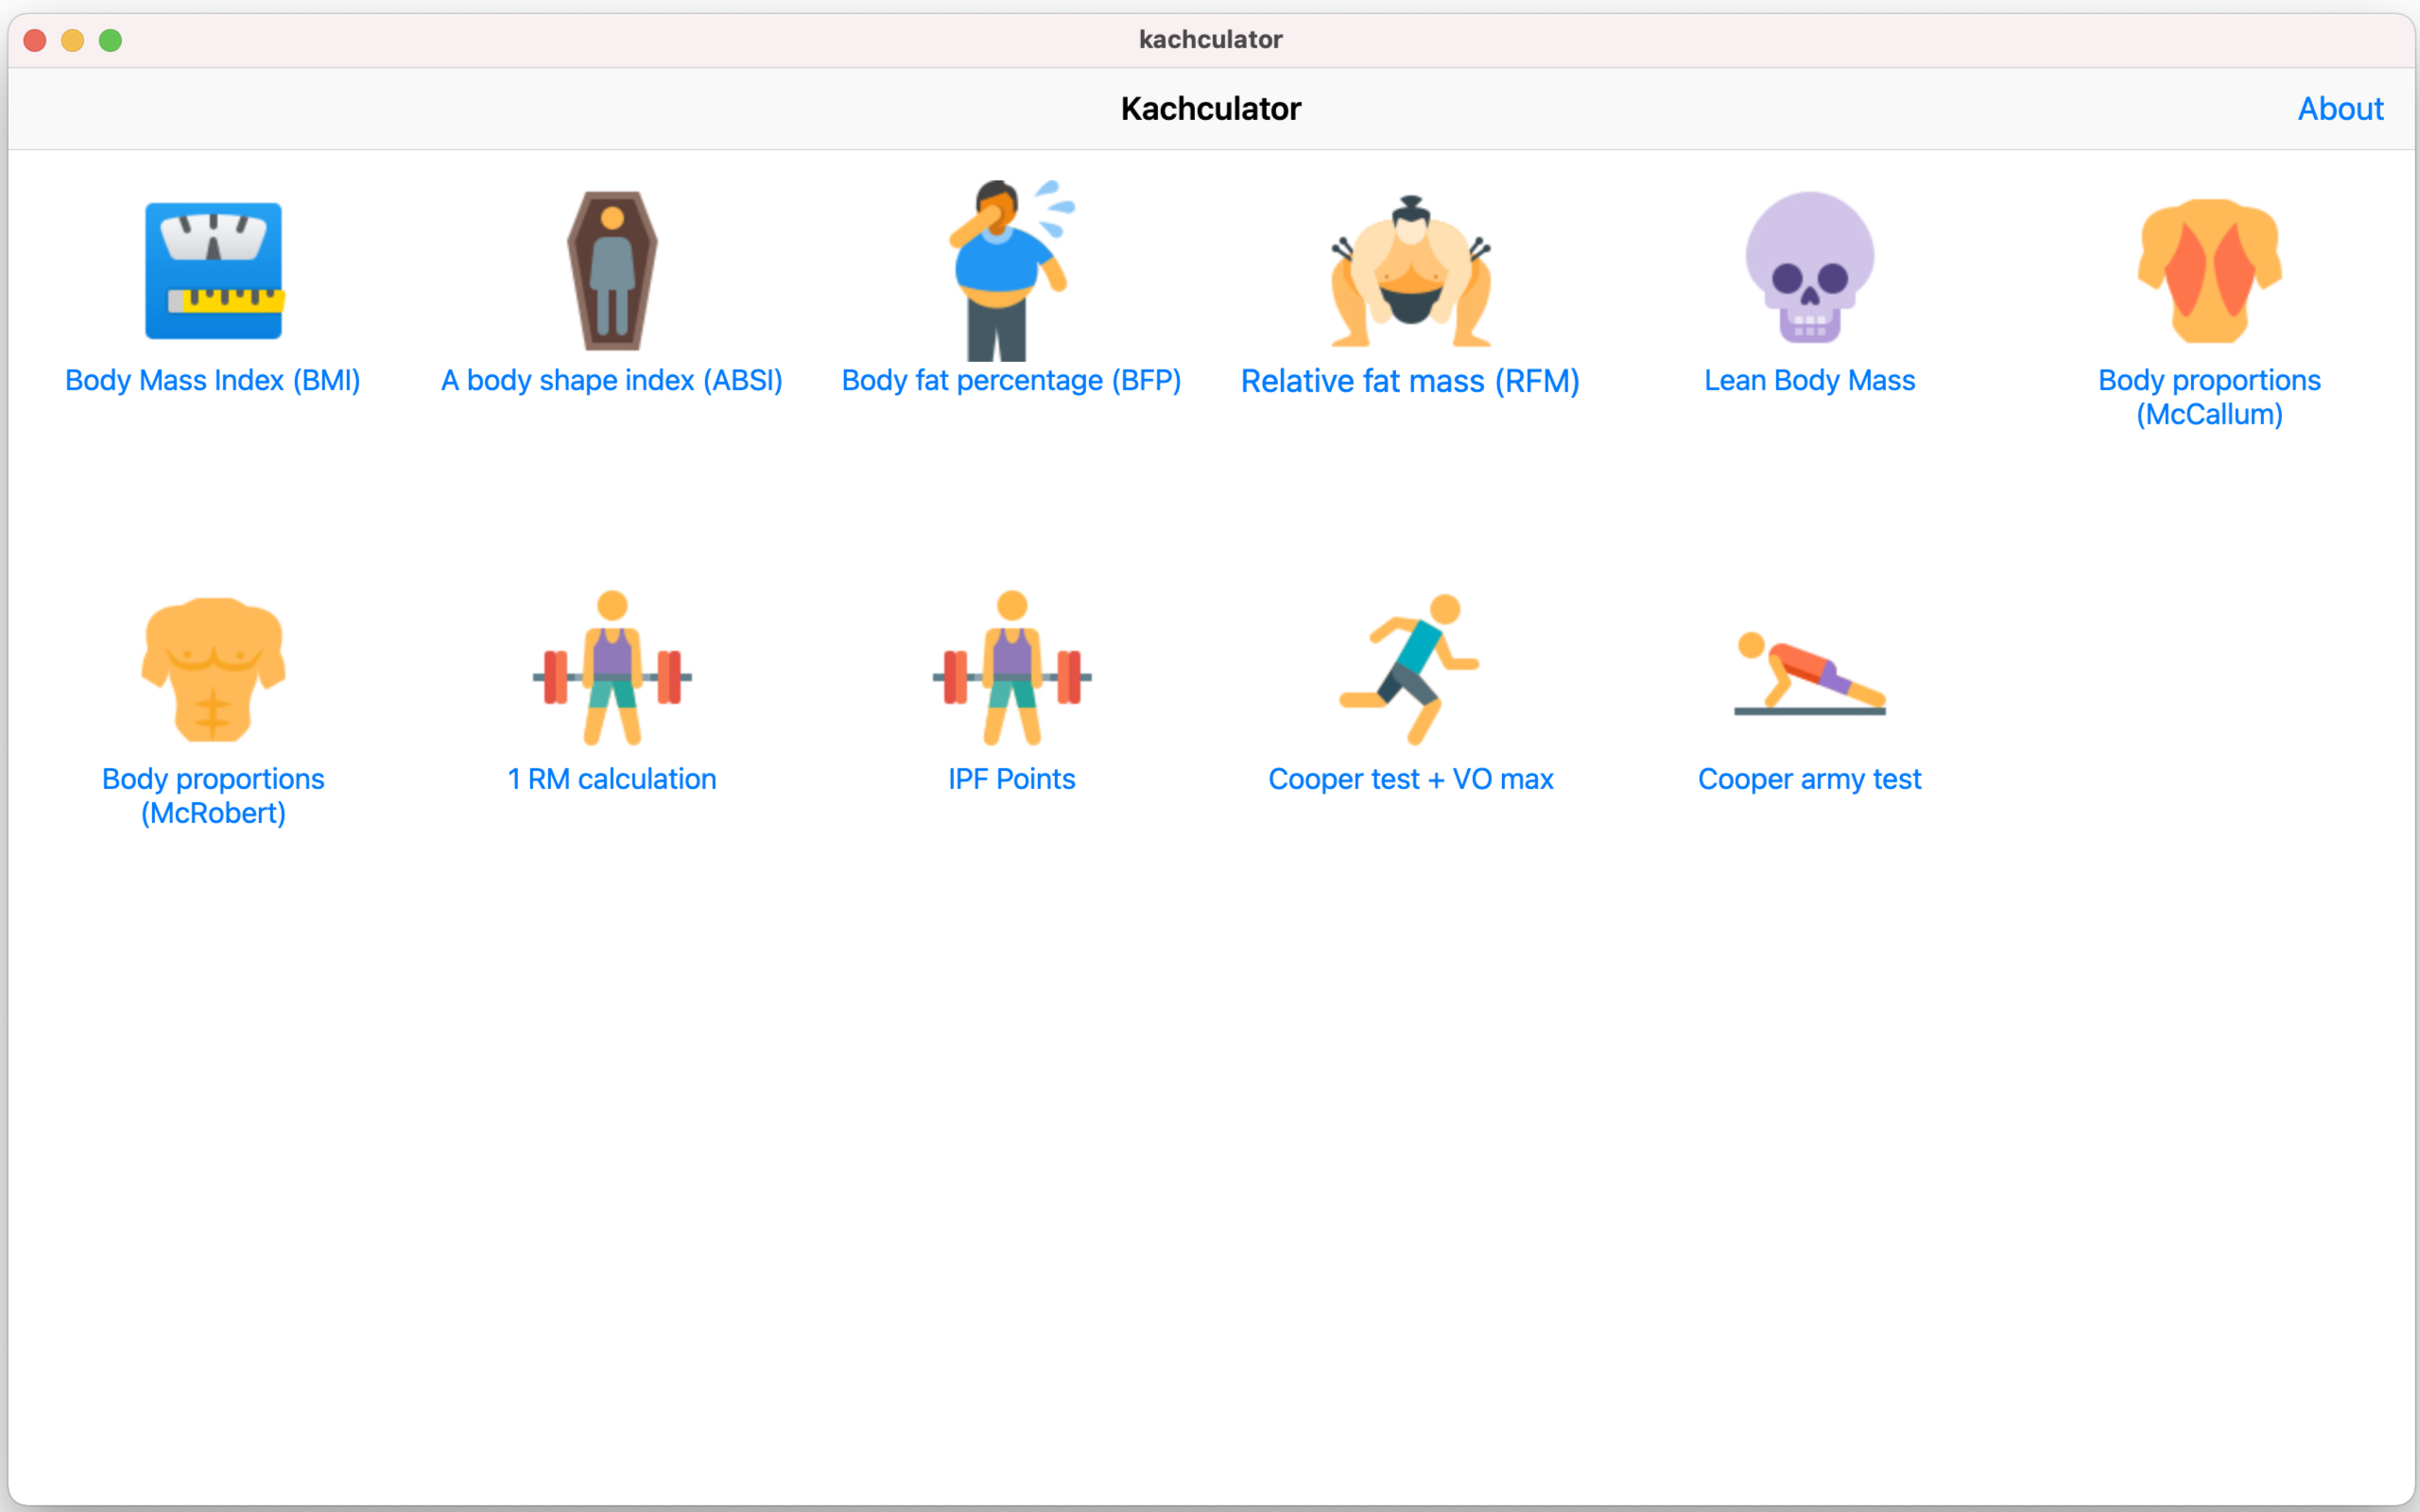 kachculator
Kachculator
About
Body Mass Index (BMI)
A body shape index (ABSI)
Body fat percentage (BFP)
Relative fat mass (RFM)
Lean Body Mass
Body proportions
(McCallum)
Body proportions
(McRobert)
1 RM calculation
IPF Points
Cooper test + VO max
Cooper army test